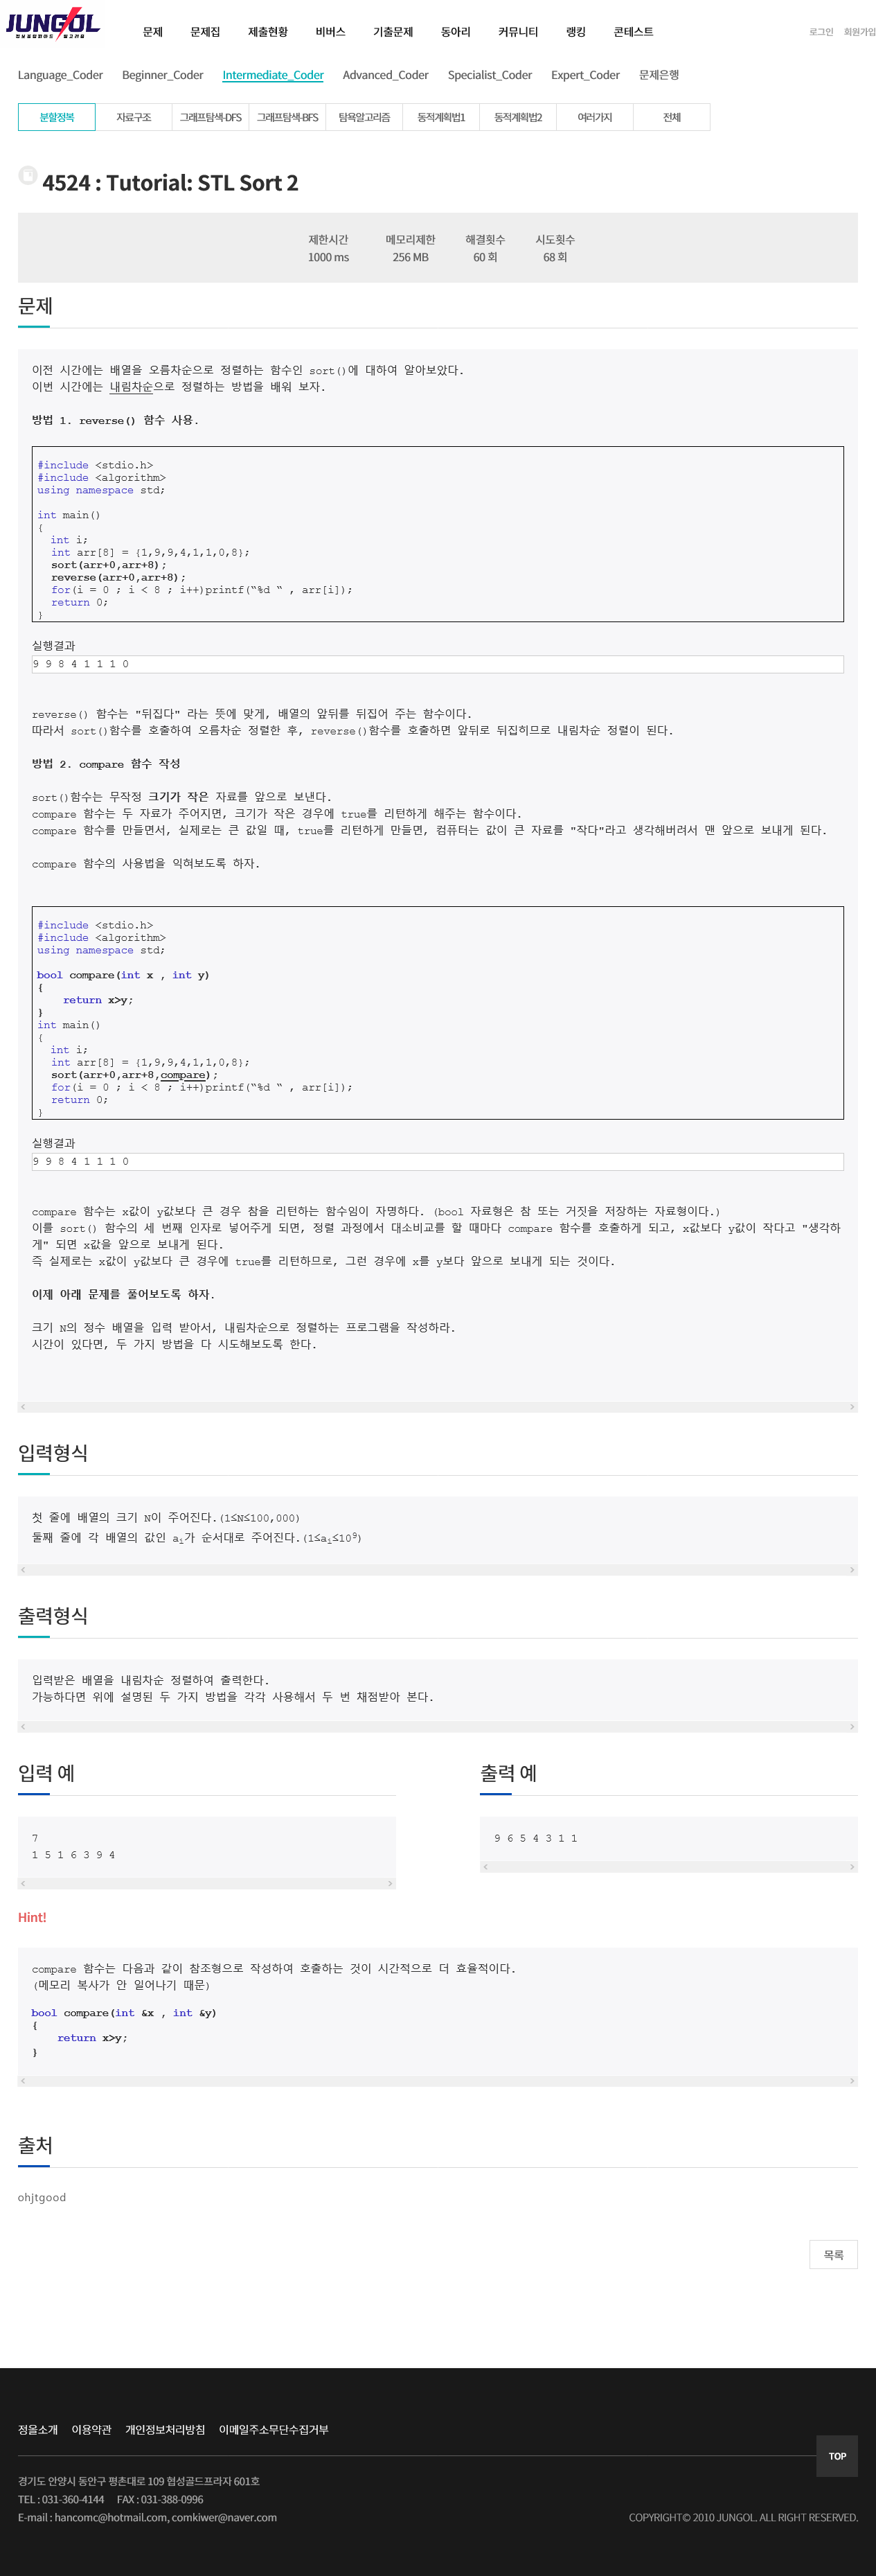 JUNGOL
문제 문제집 제출현황 비버스 기출문제 동아리 커뮤니티 랭킹 콘테스트 로그인 회원가입
Language_Coder Beginner_Coder Intermediate_Coder Advanced_Coder Specialist_Coder Expert_Coder 문제은행
분할정복 자료구조 그래프탐색-DFS 그래프탐색-BFS 탐욕알고리즘 동적계획법1 동적계획법2 여러가지 전체
4524 : Tutorial: STL Sort 2
제한시간 메모리제한 해결횟수 시도횟수
1000 ms 256 MB 60 회 68 회
문제
이전 시간에는 배열을 오름차순으로 정렬하는 함수인 sort()에 대하여 알아보았다.
이번 시간에는 내림차순으로 정렬하는 방법을 배워 보자.
방법 1. reverse() 함수 사용.
#include <stdio.h>
#include <algorithm>
using namespace std;
int main()
{
int i;
int arr[8] = {1,9,9,4,1,1,0,8};
sort(arr+0,arr+8);
reverse(arr+0,arr+8);
for(i = 0 ; i < 8 ; i++)printf(“%d “ , arr[i]);
return 0;
}
실행결과
9 9 8 4 1 1 1 0
reverse() 함수는 "뒤집다" 라는 뜻에 맞게, 배열의 앞뒤를 뒤집어 주는 함수이다.
따라서 sort()함수를 호출하여 오름차순 정렬한 후, reverse()함수를 호출하면 앞뒤로 뒤집히므로 내림차순 정렬이 된다.
방법 2. compare 함수 작성
sort()함수는 무작정 크기가 작은 자료를 앞으로 보낸다.
compare 함수는 두 자료가 주어지면, 크기가 작은 경우에 true를 리턴하게 해주는 함수이다.
compare 함수를 만들면서, 실제로는 큰 값일 때, true를 리턴하게 만들면, 컴퓨터는 값이 큰 자료를 "작다"라고 생각해버려서 맨 앞으로 보내게 된다.
compare 함수의 사용법을 익혀보도록 하자.
#include <stdio.h>
#include <algorithm>
using namespace std;
bool compare(int x , int y)
{
return x>y;
}
int main()
{
int i;
int arr[8] = {1,9,9,4,1,1,0,8};
sort(arr+0,arr+8,compare);
for(i = 0 ; i < 8 ; i++)printf(“%d “ , arr[i]);
return 0;
}
실행결과
9 9 8 4 1 1 1 0
compare 함수는 x값이 y값보다 큰 경우 참을 리턴하는 함수임이 자명하다. (bool 자료형은 참 또는 거짓을 저장하는 자료형이다.)
이를 sort() 함수의 세 번째 인자로 넣어주게 되면, 정렬 과정에서 대소비교를 할 때마다 compare 함수를 호출하게 되고, x값보다 y값이 작다고 "생각하
게" 되면 x값을 앞으로 보내게 된다.
즉 실제로는 x값이 y값보다 큰 경우에 true를 리턴하므로, 그런 경우에 x를 y보다 앞으로 보내게 되는 것이다.
이제 아래 문제를 풀어보도록 하자.
크기 N의 정수 배열을 입력 받아서, 내림차순으로 정렬하는 프로그램을 작성하라.
시간이 있다면, 두 가지 방법을 다 시도해보도록 한다.
입력형식
첫 줄에 배열의 크기 N이 주어진다.(1≤N≤100,000)
둘째 줄에 각 배열의 값인 aᵢ가 순서대로 주어진다.(1≤aᵢ≤10⁹)
출력형식
입력받은 배열을 내림차순 정렬하여 출력한다.
가능하다면 위에 설명된 두 가지 방법을 각각 사용해서 두 번 채점받아 본다.
입력 예
7
1 5 1 6 3 9 4
출력 예
9 6 5 4 3 1 1
Hint!
compare 함수는 다음과 같이 참조형으로 작성하여 호출하는 것이 시간적으로 더 효율적이다.
(메모리 복사가 안 일어나기 때문)
bool compare(int &x , int &y)
{
return x>y;
}
출처
ohjtgood
목록
정올소개 이용약관 개인정보처리방침 이메일주소무단수집거부
TOP
경기도 안양시 동안구 평촌대로 109 협성골드프라자 601호
TEL : 031-360-4144 FAX : 031-388-0996
E-mail : hancomc@hotmail.com, comkiwer@naver.com COPYRIGHT© 2010 JUNGOL. ALL RIGHT RESERVED.